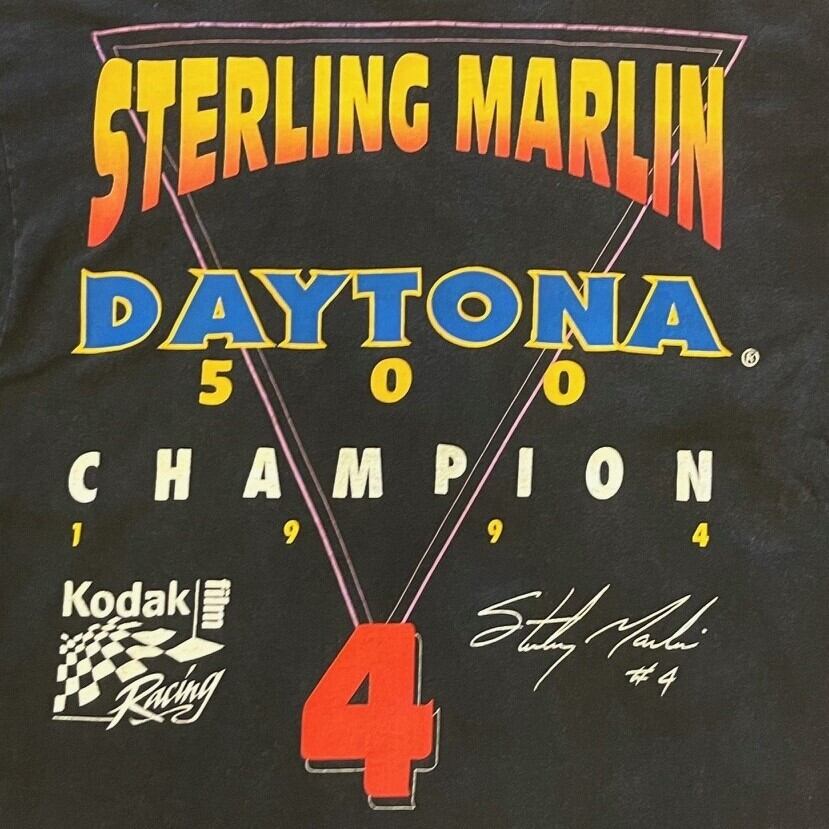 STERLING MARLIN
DAYTONA ®
500
CHAMPION
1994
Kodak film
Racing
Sterling Marlin
#4
4